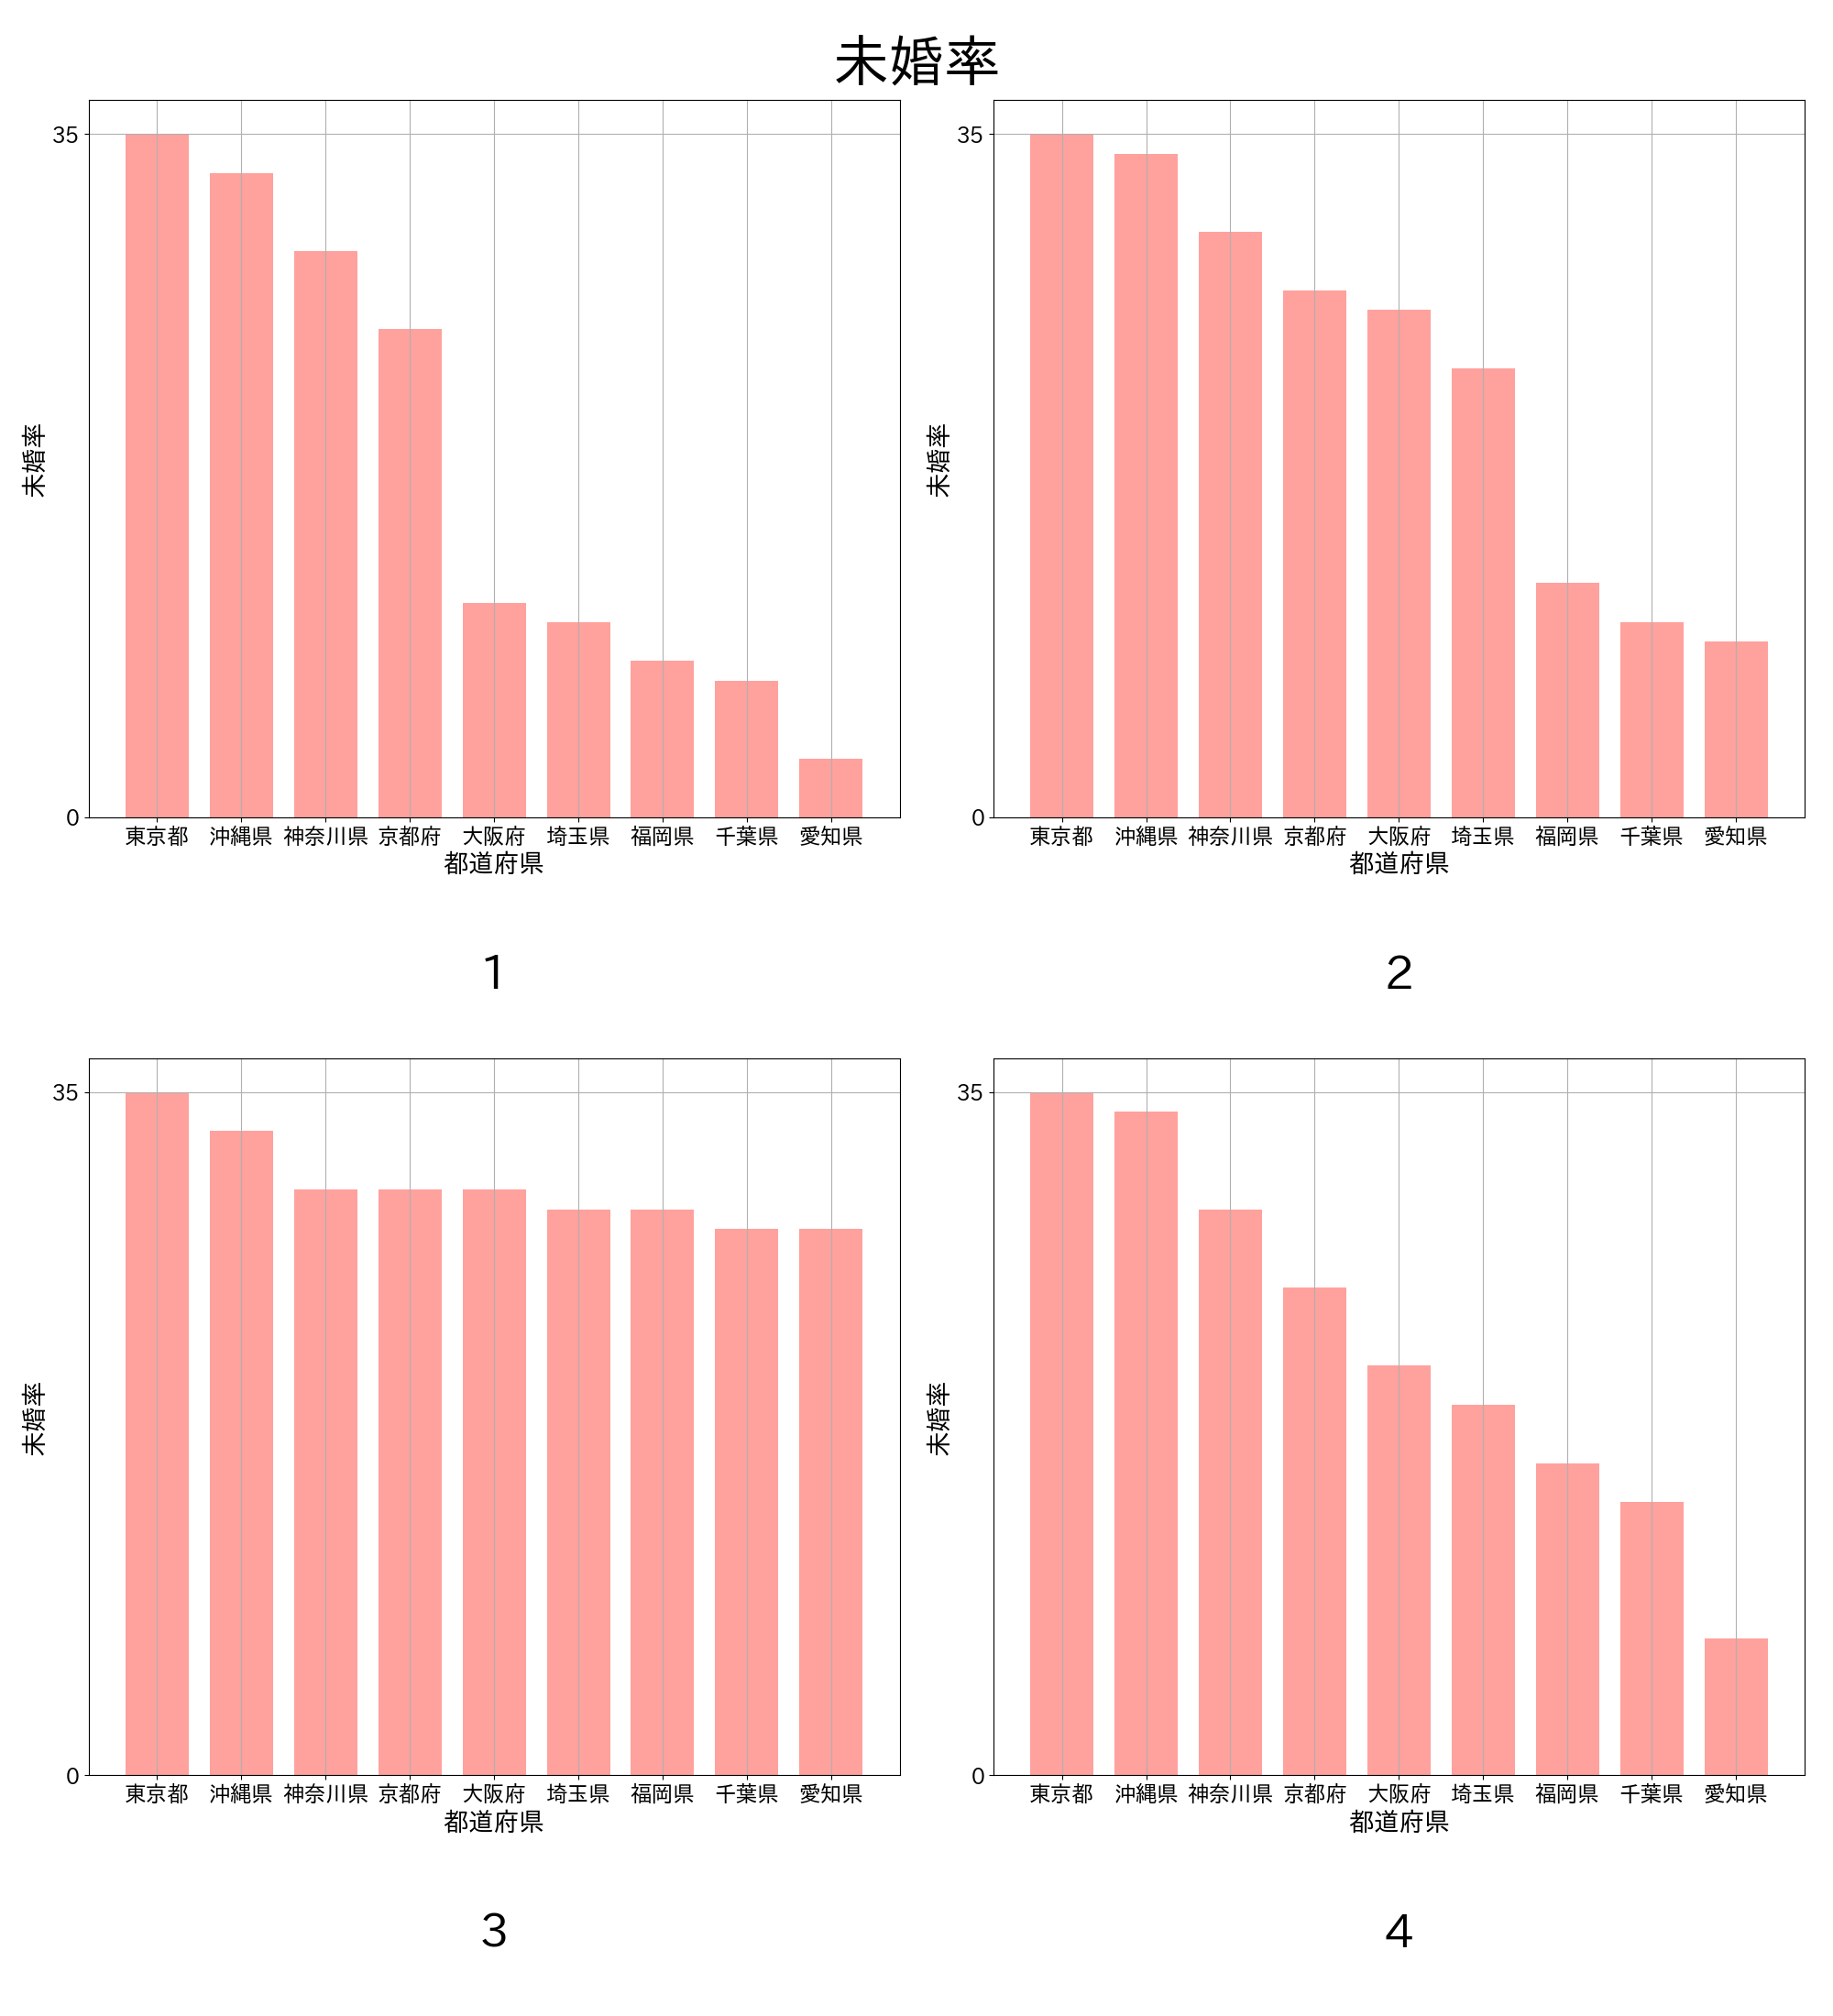 未婚率
35
0
未婚率
東京都 沖縄県 神奈川県 京都府 大阪府 埼玉県 福岡県 千葉県 愛知県
都道府県
1
35
0
未婚率
東京都 沖縄県 神奈川県 京都府 大阪府 埼玉県 福岡県 千葉県 愛知県
都道府県
2
35
0
未婚率
東京都 沖縄県 神奈川県 京都府 大阪府 埼玉県 福岡県 千葉県 愛知県
都道府県
3
35
0
未婚率
東京都 沖縄県 神奈川県 京都府 大阪府 埼玉県 福岡県 千葉県 愛知県
都道府県
4